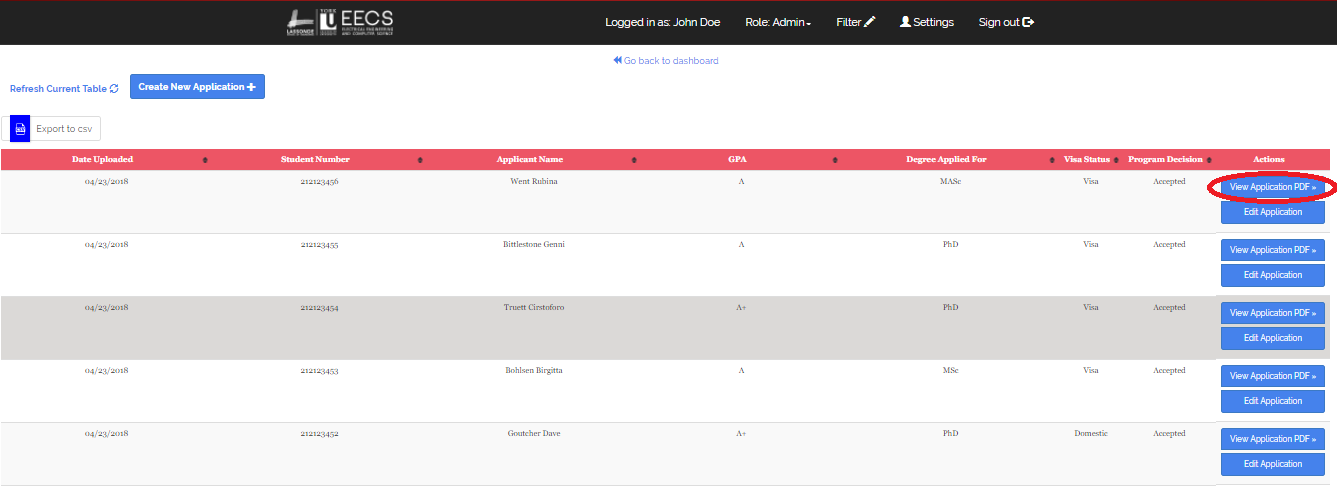 LASSONDE YORK U EECS ELECTRICAL ENGINEERING AND COMPUTER SCIENCE Logged in as: John Doe Role: Admin Filter Settings Sign out
Go back to dashboard
Refresh Current Table Create New Application
Export to csv
Date Uploaded Student Number Applicant Name GPA Degree Applied For Visa Status Program Decision Actions
04/23/2018 212123456 Went Rubina A MASc Visa Accepted View Application PDF »
Edit Application
04/23/2018 212123455 Bittlestone Genni A PhD Visa Accepted View Application PDF »
Edit Application
04/23/2018 212123454 Truett Cirstoforo A+ PhD Visa Accepted View Application PDF »
Edit Application
04/23/2018 212123453 Bohlsen Birgitta A MSc Visa Accepted View Application PDF »
Edit Application
04/23/2018 212123452 Goutcher Dave A+ PhD Domestic Accepted View Application PDF »
Edit Application